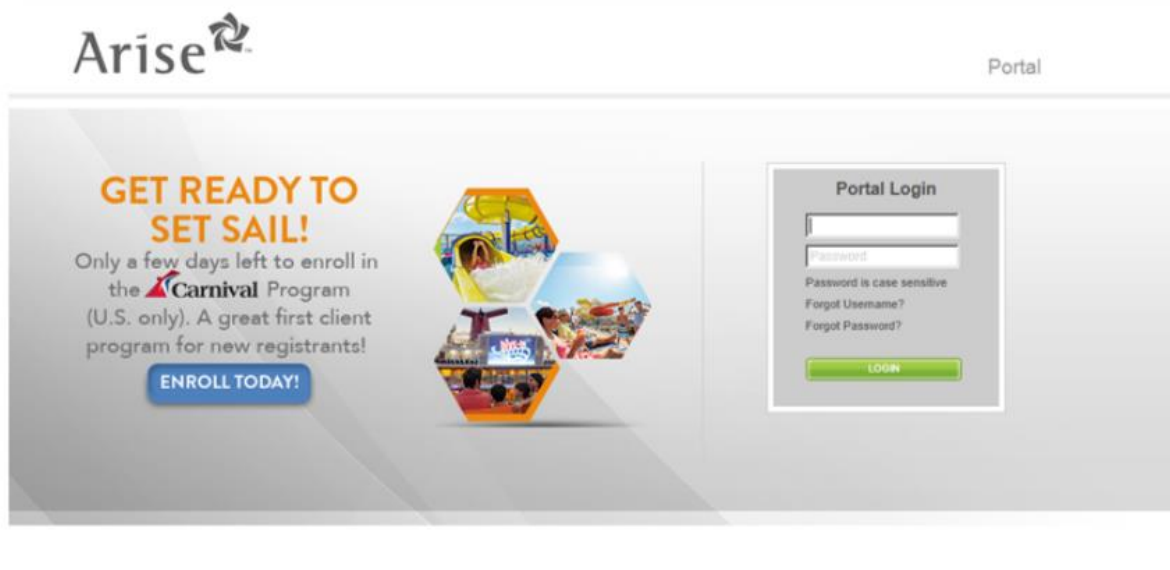 Arise
Portal
GET READY TO
SET SAIL!
Only a few days left to enroll in
the Carnival Program
(U.S. only). A great first client
program for new registrants!
ENROLL TODAY!
Portal Login
Password
Password is case sensitive
Forgot Username?
Forgot Password?
LOGIN